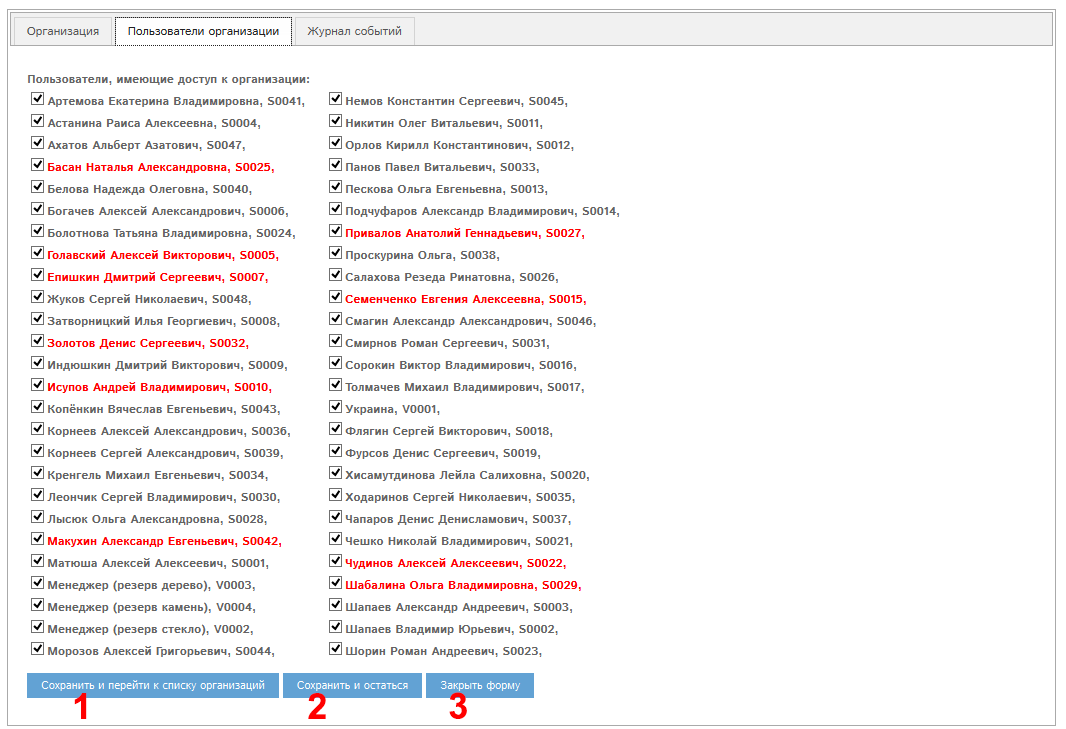 Организация Пользователи организации Журнал событий
Пользователи, имеющие доступ к организации:
Артемова Екатерина Владимировна, S0041,
Астанина Раиса Алексеевна, S0004,
Ахатов Альберт Азатович, S0047,
Басан Наталья Александровна, S0025,
Белова Надежда Олеговна, S0040,
Богачев Алексей Александрович, S0006,
Болотнова Татьяна Владимировна, S0024,
Голавский Алексей Викторович, S0005,
Епишкин Дмитрий Сергеевич, S0007,
Жуков Сергей Николаевич, S0048,
Затворницкий Илья Георгиевич, S0008,
Золотов Денис Сергеевич, S0032,
Индюшкин Дмитрий Викторович, S0009,
Исупов Андрей Владимирович, S0010,
Копёнкин Вячеслав Евгеньевич, S0043,
Корнеев Алексей Александрович, S0036,
Корнеев Сергей Александрович, S0039,
Кренгель Михаил Евгеньевич, S0034,
Леончик Сергей Владимирович, S0030,
Лысюк Ольга Александровна, S0028,
Макухин Александр Евгеньевич, S0042,
Матюша Алексей Алексеевич, S0001,
Менеджер (резерв дерево), V0003,
Менеджер (резерв камень), V0004,
Менеджер (резерв стекло), V0002,
Морозов Алексей Григорьевич, S0044,
Немов Константин Сергеевич, S0045,
Никитин Олег Витальевич, S0011,
Орлов Кирилл Константинович, S0012,
Панов Павел Витальевич, S0033,
Пескова Ольга Евгеньевна, S0013,
Подчуфаров Александр Владимирович, S0014,
Привалов Анатолий Геннадьевич, S0027,
Проскурина Ольга, S0038,
Салахова Резеда Ринатовна, S0026,
Семенченко Евгения Алексеевна, S0015,
Смагин Александр Александрович, S0046,
Смирнов Роман Сергеевич, S0031,
Сорокин Виктор Владимирович, S0016,
Толмачев Михаил Владимирович, S0017,
Украина, V0001,
Флягин Сергей Викторович, S0018,
Фурсов Денис Сергеевич, S0019,
Хисамутдинова Лейла Салиховна, S0020,
Ходаринов Сергей Николаевич, S0035,
Чапаров Денис Денисламович, S0037,
Чешко Николай Владимирович, S0021,
Чудинов Алексей Алексеевич, S0022,
Шабалина Ольга Владимировна, S0029,
Шапаев Александр Андреевич, S0003,
Шапаев Владимир Юрьевич, S0002,
Шорин Роман Андреевич, S0023,
Сохранить и перейти к списку организаций Сохранить и остаться Закрыть форму
1 2 3